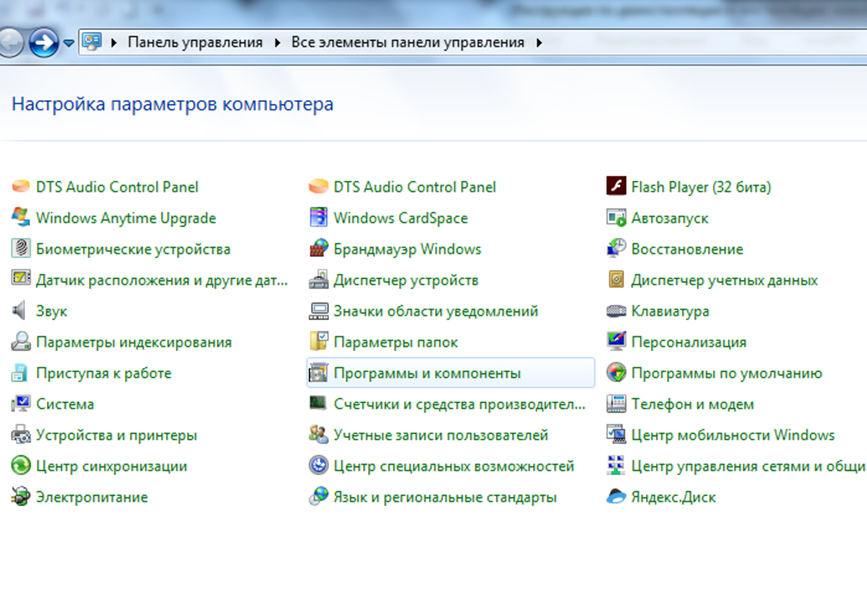 Панель управления Все элементы панели управления
Настройка параметров компьютера
DTS Audio Control Panel DTS Audio Control Panel Flash Player (32 бита)
Windows Anytime Upgrade Windows CardSpace Автозапуск
Биометрические устройства Брандмауэр Windows Восстановление
Датчик расположения и другие дат... Диспетчер устройств Диспетчер учетных данных
Звук Значки области уведомлений Клавиатура
Параметры индексирования Параметры папок Персонализация
Приступая к работе Программы и компоненты Программы по умолчанию
Система Счетчики и средства производител... Телефон и модем
Устройства и принтеры Учетные записи пользователей Центр мобильности Windows
Центр синхронизации Центр специальных возможностей Центр управления сетями и общи
Электропитание Язык и региональные стандарты Яндекс.Диск